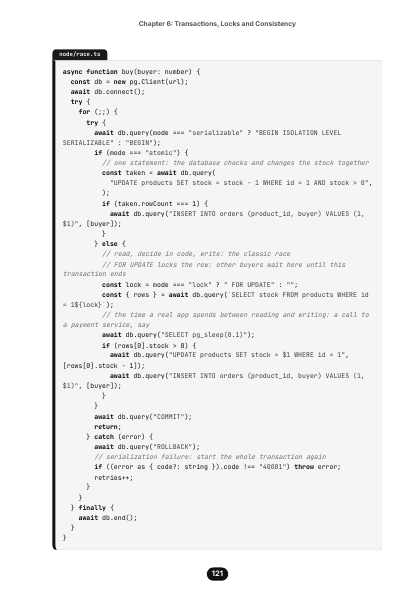 Chapter 6: Transactions, Locks and Consistency
node/race.ts
async function buy(buyer: number) {
  const db = new pg.Client(url);
  await db.connect();
  try {
    for (;;) {
      try {
        await db.query(mode === "serializable" ? "BEGIN ISOLATION LEVEL
SERIALIZABLE" : "BEGIN");
        if (mode === "atomic") {
          // one statement: the database checks and changes the stock together
          const taken = await db.query(
            "UPDATE products SET stock = stock - 1 WHERE id = 1 AND stock > 0",
          );
          if (taken.rowCount === 1) {
            await db.query("INSERT INTO orders (product_id, buyer) VALUES (1,
$1)", [buyer]);
          }
        } else {
          // read, decide in code, write: the classic race
          // FOR UPDATE locks the row: other buyers wait here until this
transaction ends
          const lock = mode === "lock" ? " FOR UPDATE" : "";
          const { rows } = await db.query(`SELECT stock FROM products WHERE id
= 1${lock}`);
          // the time a real app spends between reading and writing: a call to
a payment service, say
          await db.query("SELECT pg_sleep(0.1)");
          if (rows[0].stock > 0) {
            await db.query("UPDATE products SET stock = $1 WHERE id = 1",
[rows[0].stock - 1]);
            await db.query("INSERT INTO orders (product_id, buyer) VALUES (1,
$1)", [buyer]);
          }
        }
        await db.query("COMMIT");
        return;
      } catch (error) {
        await db.query("ROLLBACK");
        // serialization failure: start the whole transaction again
        if ((error as { code?: string }).code !== "40001") throw error;
        retries++;
      }
    }
  } finally {
    await db.end();
  }
}
121